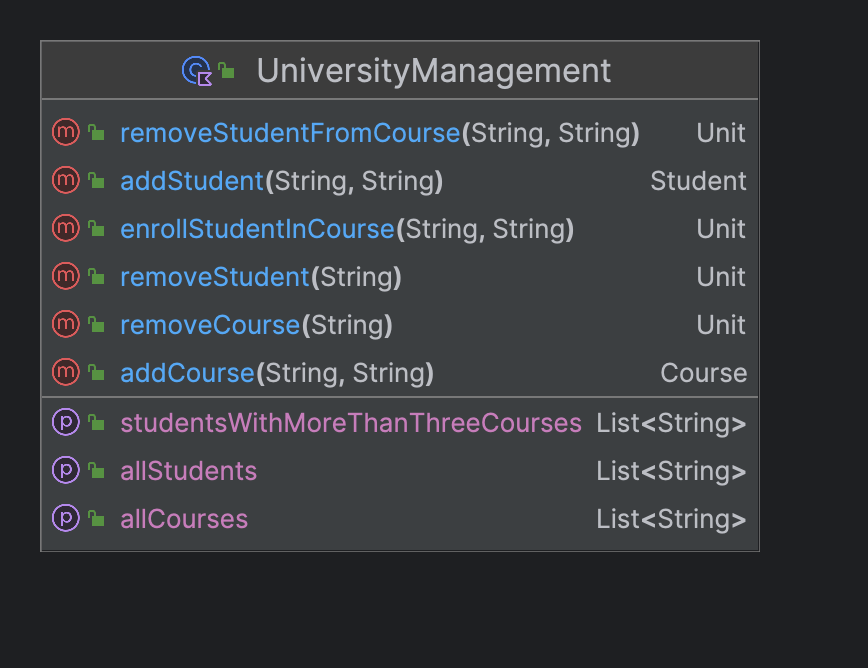 UniversityManagement
removeStudentFromCourse(String, String) Unit
addStudent(String, String) Student
enrollStudentInCourse(String, String) Unit
removeStudent(String) Unit
removeCourse(String) Unit
addCourse(String, String) Course
studentsWithMoreThanThreeCourses List<String>
allStudents List<String>
allCourses List<String>